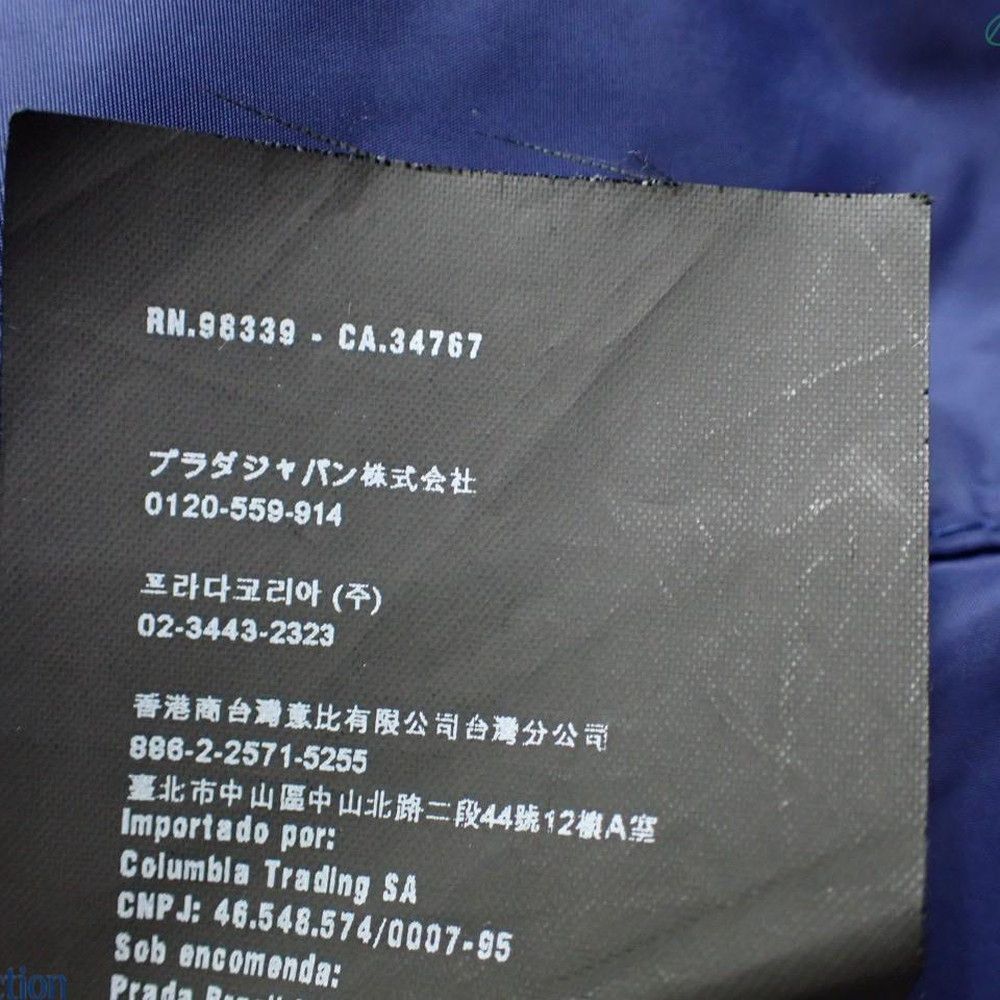 RN.98339 - CA.34767
プラダジャパン株式会社
0120-559-914
프라다코리아 (주)
02-3443-2323
香港商台灣意比有限公司台灣分公司
886-2-2571-5255
臺北市中山區中山北路二段44號12樓A室
Importado por:
Columbia Trading SA
CNPJ: 46.548.574/0007-95
Sob encomenda:
Prada
ction